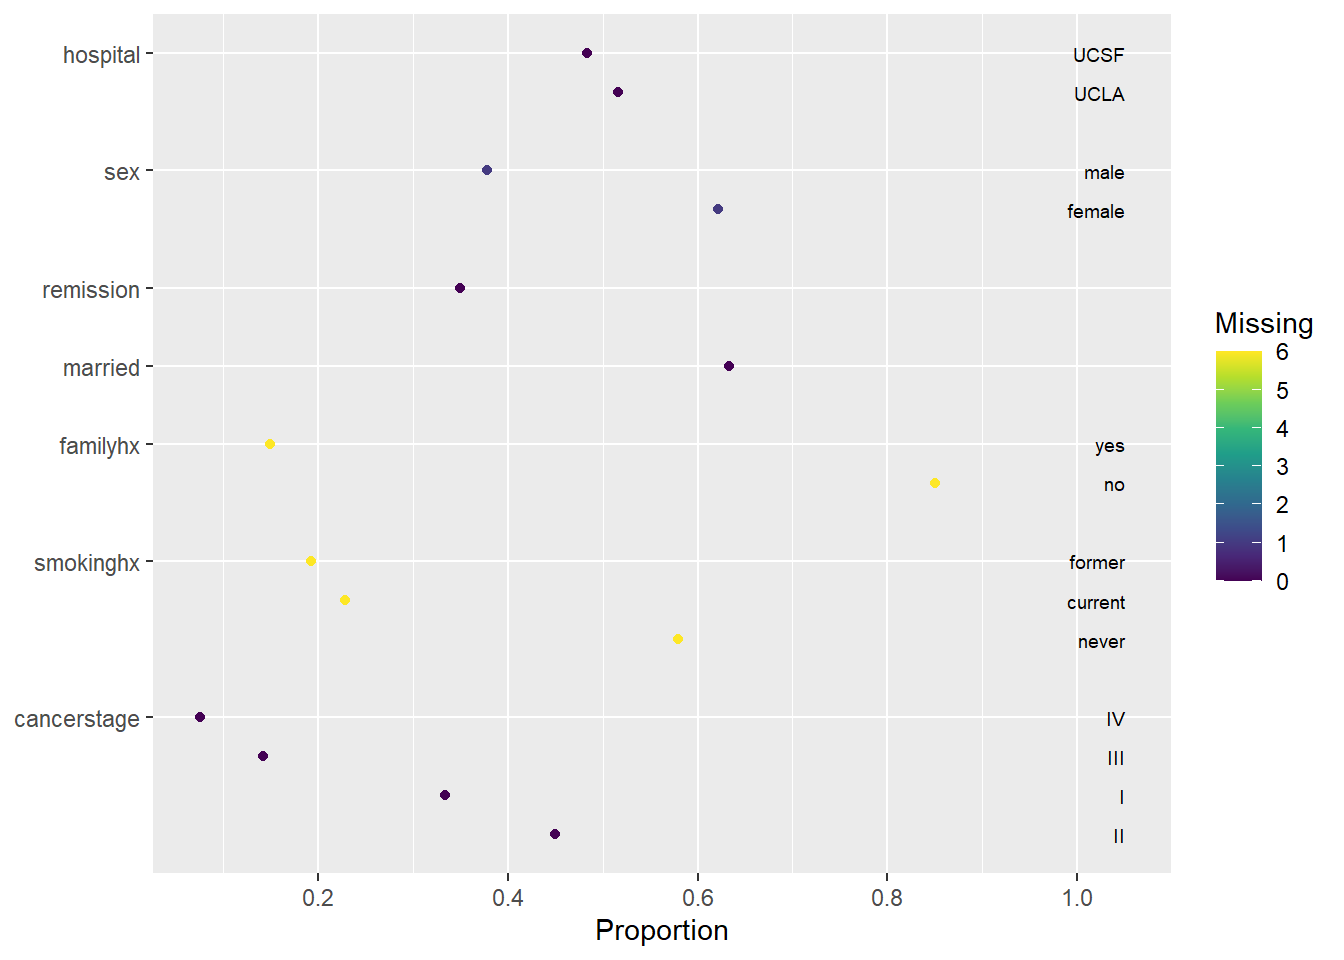 hospital
UCSF
UCLA
sex
male
female
remission
married
familyhx
yes
no
smokinghx
former
current
never
cancerstage
IV
III
I
II
0.2 0.4 0.6 0.8 1.0
Proportion
Missing
6
5
4
3
2
1
0